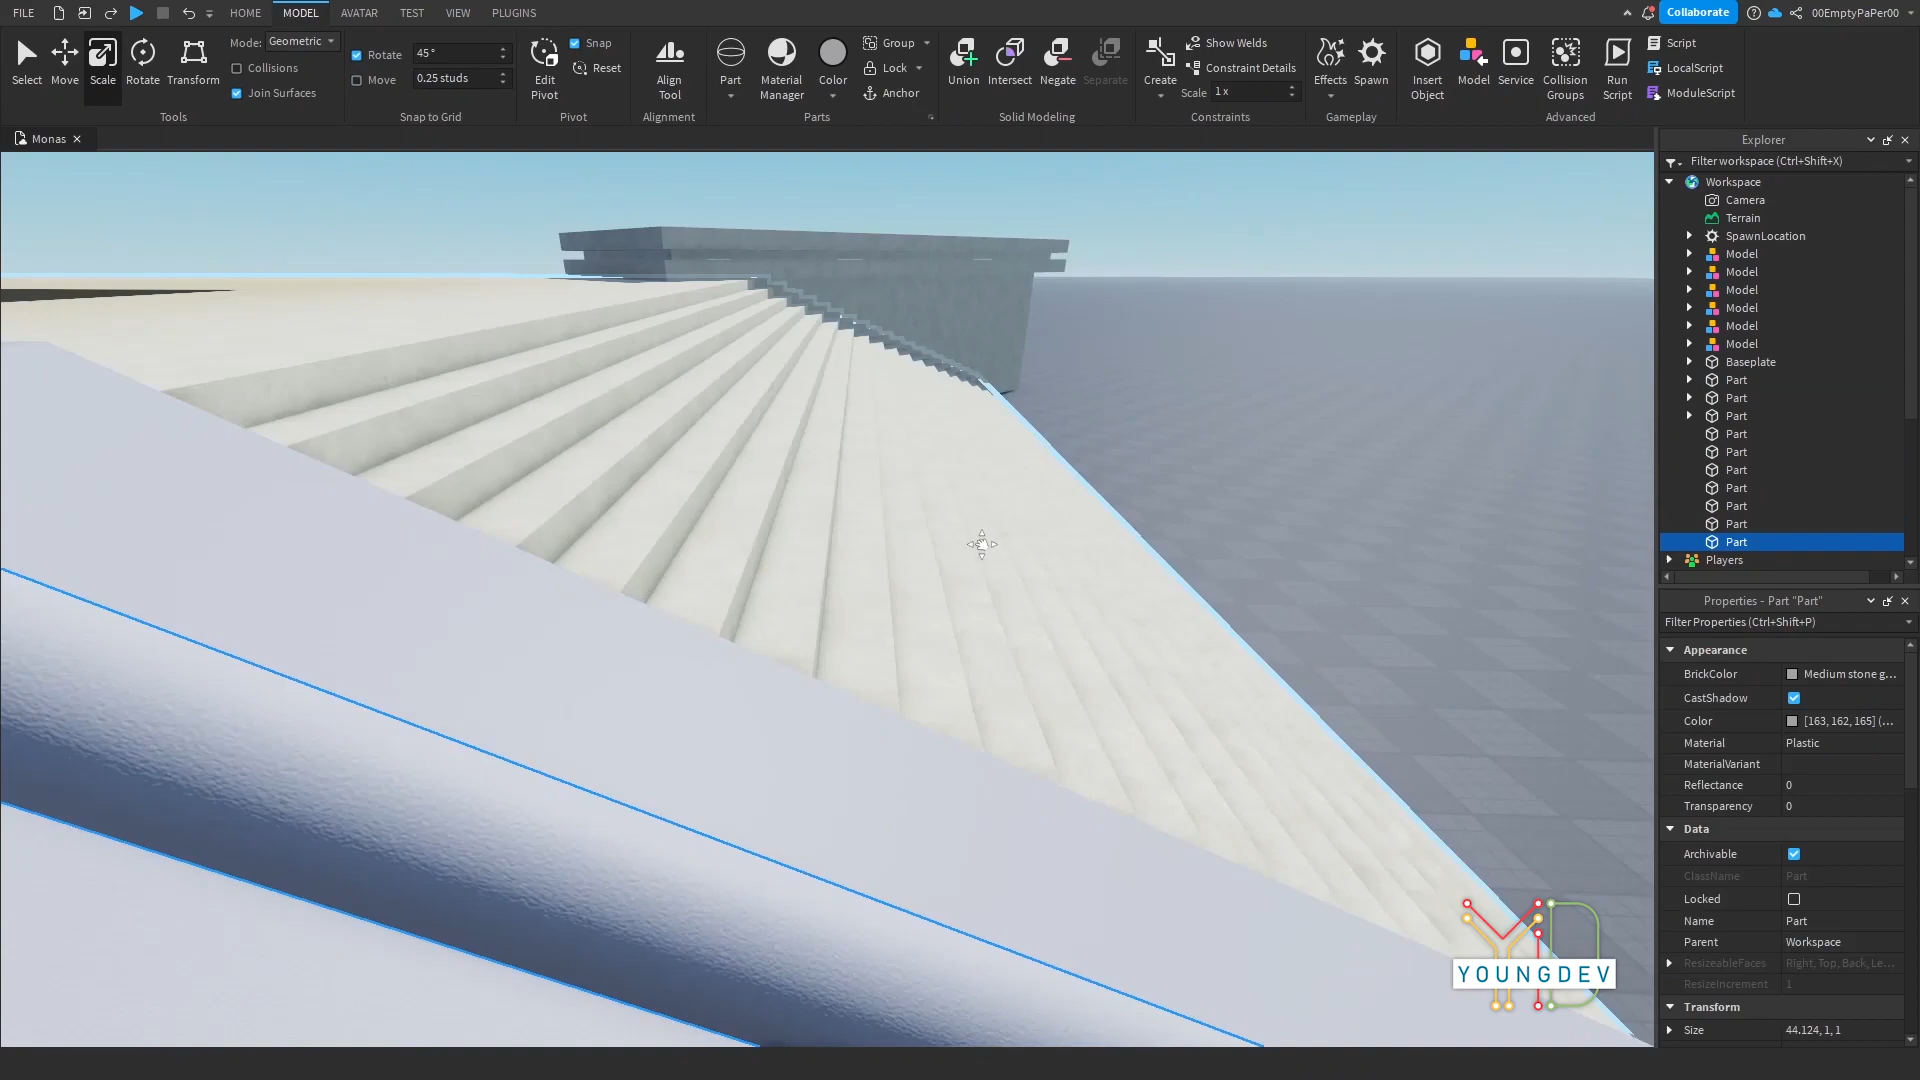 FILE
HOME
MODEL
AVATAR
TEST
VIEW
PLUGINS
Collaborate
00EmptyPaPer00
Select
Move
Scale
Rotate
Transform
Mode: Geometric
Collisions
Join Surfaces
Tools
Rotate 45 °
Move 0.25 studs
Snap to Grid
Edit
Pivot
Snap
Reset
Pivot
Align
Tool
Alignment
Part
Material
Manager
Color
Group
Lock
Anchor
Parts
Union
Intersect
Negate
Separate
Solid Modeling
Create
Show Welds
Constraint Details
Scale 1 x
Constraints
Effects
Spawn
Gameplay
Insert
Object
Model
Service
Collision
Groups
Run
Script
Script
LocalScript
ModuleScript
Advanced
Monas
Explorer
Filter workspace (Ctrl+Shift+X)
Workspace
Camera
Terrain
SpawnLocation
Model
Model
Model
Model
Model
Model
Baseplate
Part
Part
Part
Part
Part
Part
Part
Part
Part
Part
Players
Properties - Part "Part"
Filter Properties (Ctrl+Shift+P)
Appearance
BrickColor Medium stone g...
CastShadow
Color [163, 162, 165] (...
Material Plastic
MaterialVariant
Reflectance 0
Transparency 0
Data
Archivable
ClassName Part
Locked
Name Part
Parent Workspace
ResizeableFaces Right, Top, Back, Le...
ResizeIncrement 1
Transform
Size 44.124, 1, 1
YOUNGDEV